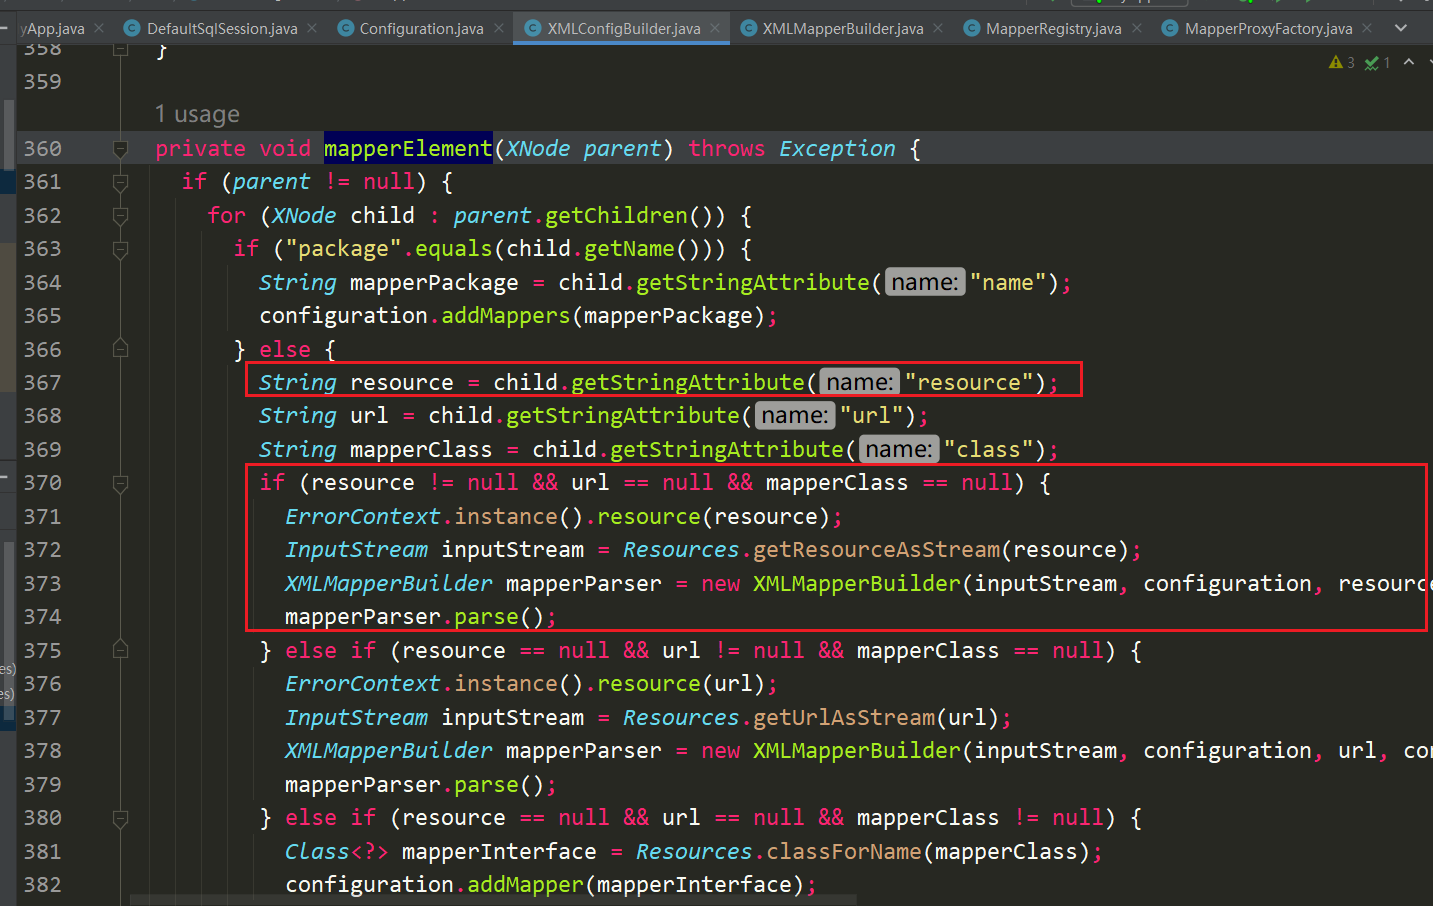 yApp.java DefaultSqlSession.java Configuration.java XMLConfigBuilder.java XMLMapperBuilder.java MapperRegistry.java MapperProxyFactory.java
358 }
359
3 1
1 usage
360 private void mapperElement(XNode parent) throws Exception {
361 if (parent != null) {
362 for (XNode child : parent.getChildren()) {
363 if ("package".equals(child.getName())) {
364 String mapperPackage = child.getStringAttribute( name: "name");
365 configuration.addMappers(mapperPackage);
366 } else {
367 String resource = child.getStringAttribute( name: "resource");
368 String url = child.getStringAttribute( name: "url");
369 String mapperClass = child.getStringAttribute( name: "class");
370 if (resource != null && url == null && mapperClass == null) {
371 ErrorContext.instance().resource(resource);
372 InputStream inputStream = Resources.getResourceAsStream(resource);
373 XMLMapperBuilder mapperParser = new XMLMapperBuilder(inputStream, configuration, resource
374 mapperParser.parse();
375 } else if (resource == null && url != null && mapperClass == null) {
376 ErrorContext.instance().resource(url);
377 InputStream inputStream = Resources.getUrlAsStream(url);
378 XMLMapperBuilder mapperParser = new XMLMapperBuilder(inputStream, configuration, url, co
379 mapperParser.parse();
380 } else if (resource == null && url == null && mapperClass != null) {
381 Class<?> mapperInterface = Resources.classForName(mapperClass);
382 configuration.addMapper(mapperInterface);
es)
es)